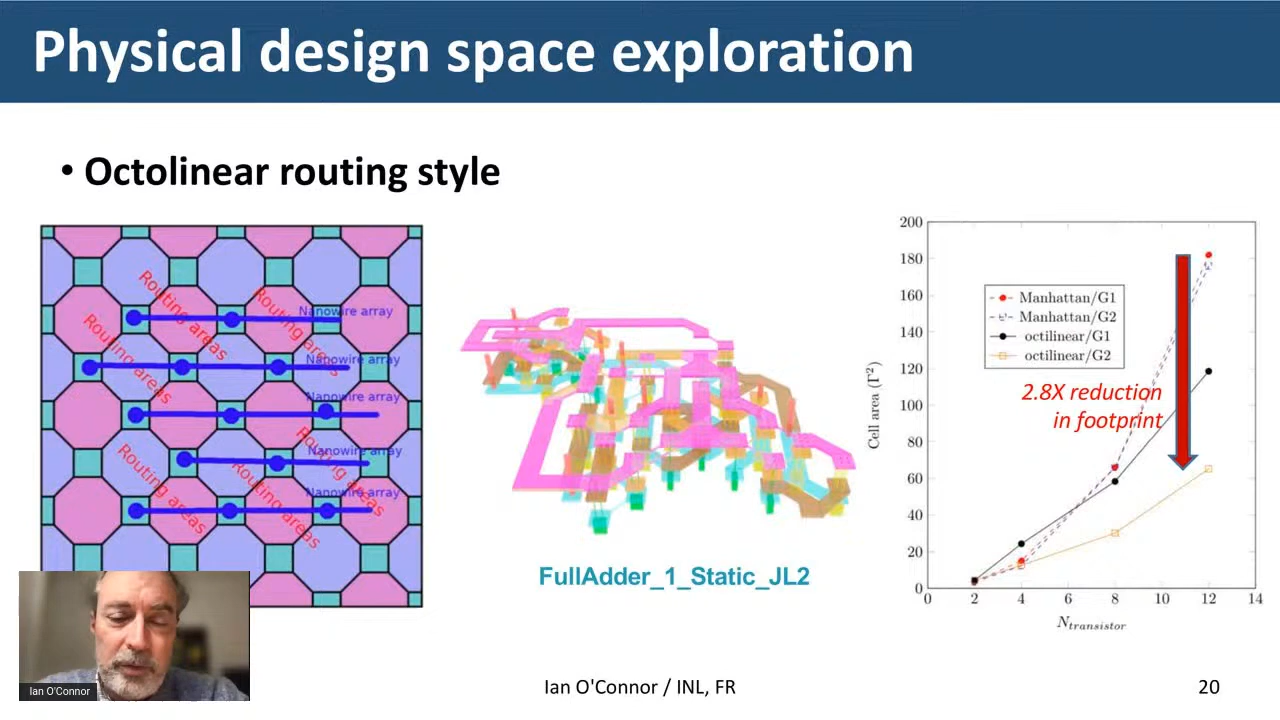 Physical design space exploration
• Octolinear routing style
Routing areas
Routing areas
Routing areas
Nanowire array
Nanowire array
Nanowire array
Nanowire array
Nanowire array
Routing areas
Routing areas
Routing areas
FullAdder_1_Static_JL2
200
180
160
140
120
100
80
60
40
20
0
Cell area (Γ²)
Manhattan/G1
Manhattan/G2
octilinear/G1
octilinear/G2
2.8X reduction
in footprint
0 2 4 6 8 10 12 14
Ntransistor
Ian O'Connor
Ian O'Connor / INL, FR
20